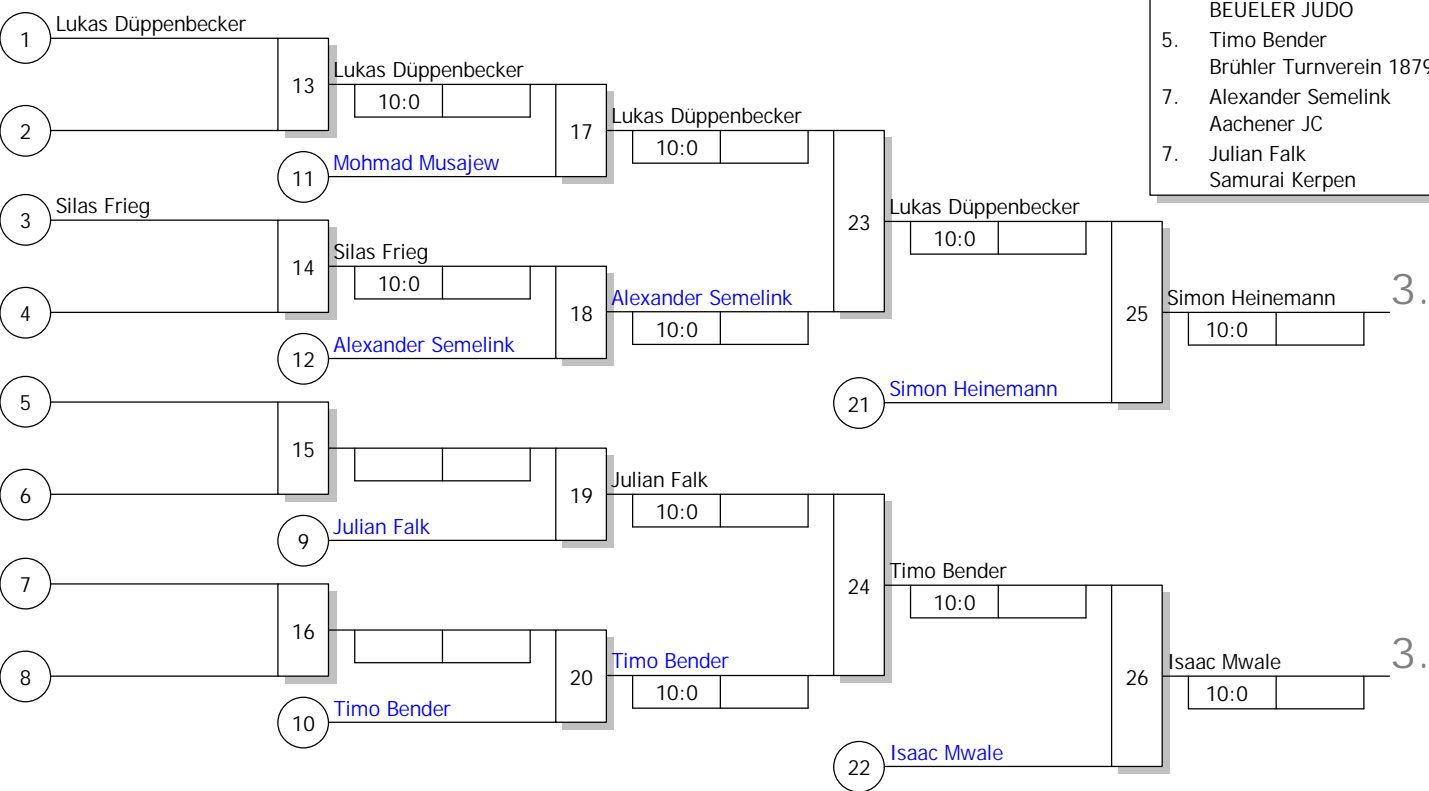 BEUELER JUDO
5. Timo Bender
Brühler Turnverein 1879
7. Alexander Semelink
Aachener JC
7. Julian Falk
Samurai Kerpen
1 Lukas Düppenbecker
13 Lukas Düppenbecker
10:0
2
17 Lukas Düppenbecker
10:0
11 Mohmad Musajew
3 Silas Frieg
23 Lukas Düppenbecker
10:0
14 Silas Frieg
10:0
4
18 Alexander Semelink
10:0
12 Alexander Semelink
25 Simon Heinemann 3.
10:0
21 Simon Heinemann
5
15
6
19 Julian Falk
10:0
9 Julian Falk
7
24 Timo Bender
10:0
16
8
20 Timo Bender
10:0
10 Timo Bender
26 Isaac Mwale 3.
10:0
22 Isaac Mwale